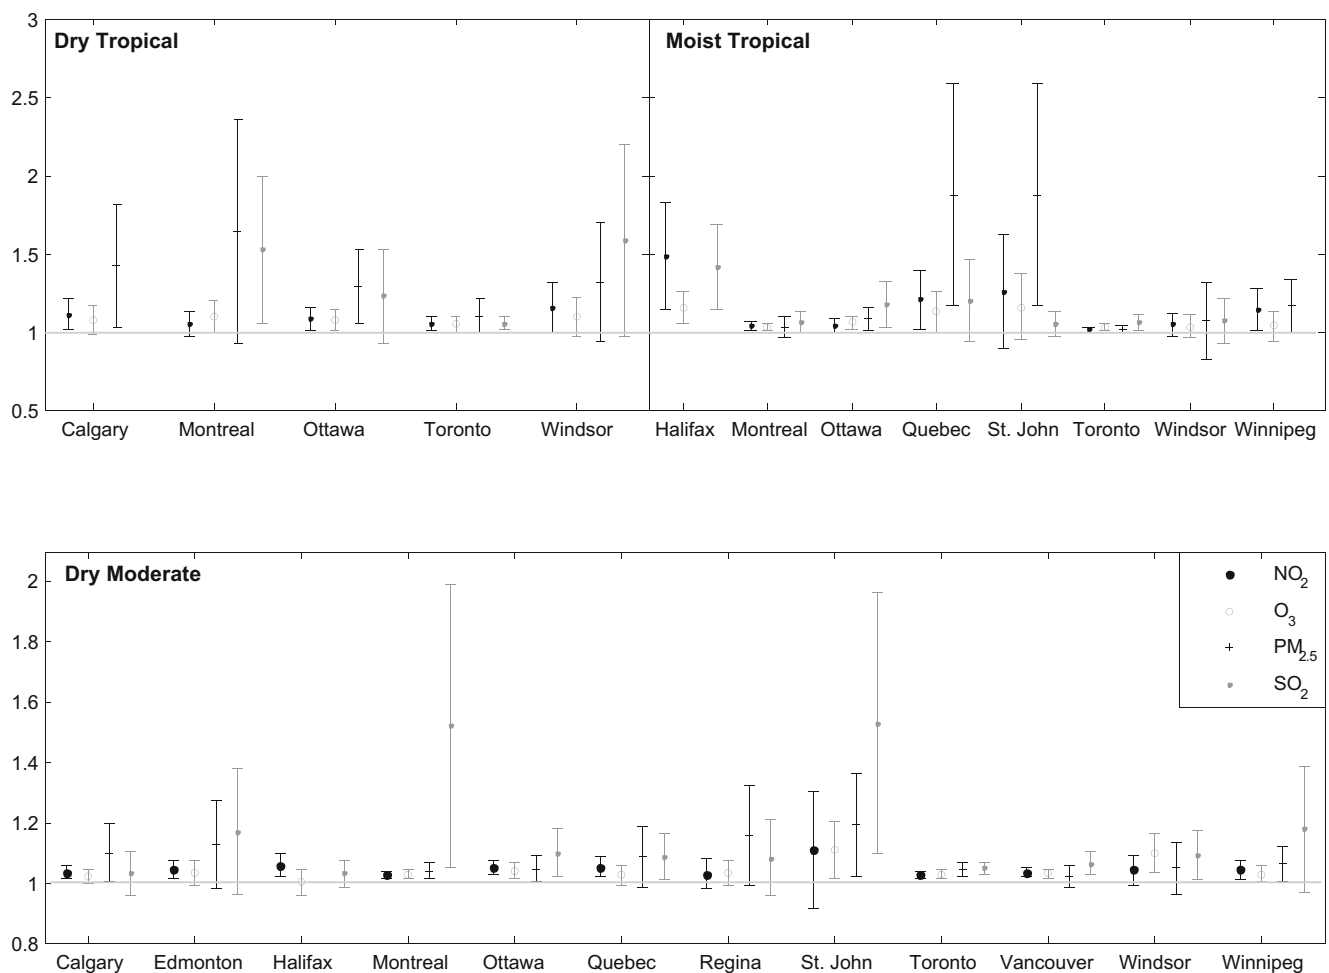 3
2.5
2
1.5
1
0.5
Dry Tropical
Moist Tropical
Calgary Montreal Ottawa Toronto Windsor Halifax Montreal Ottawa Quebec St. John Toronto Windsor Winnipeg
2
1.8
1.6
1.4
1.2
1
0.8
Dry Moderate
NO2
O3
PM2.5
SO2
Calgary Edmonton Halifax Montreal Ottawa Quebec Regina St. John Toronto Vancouver Windsor Winnipeg